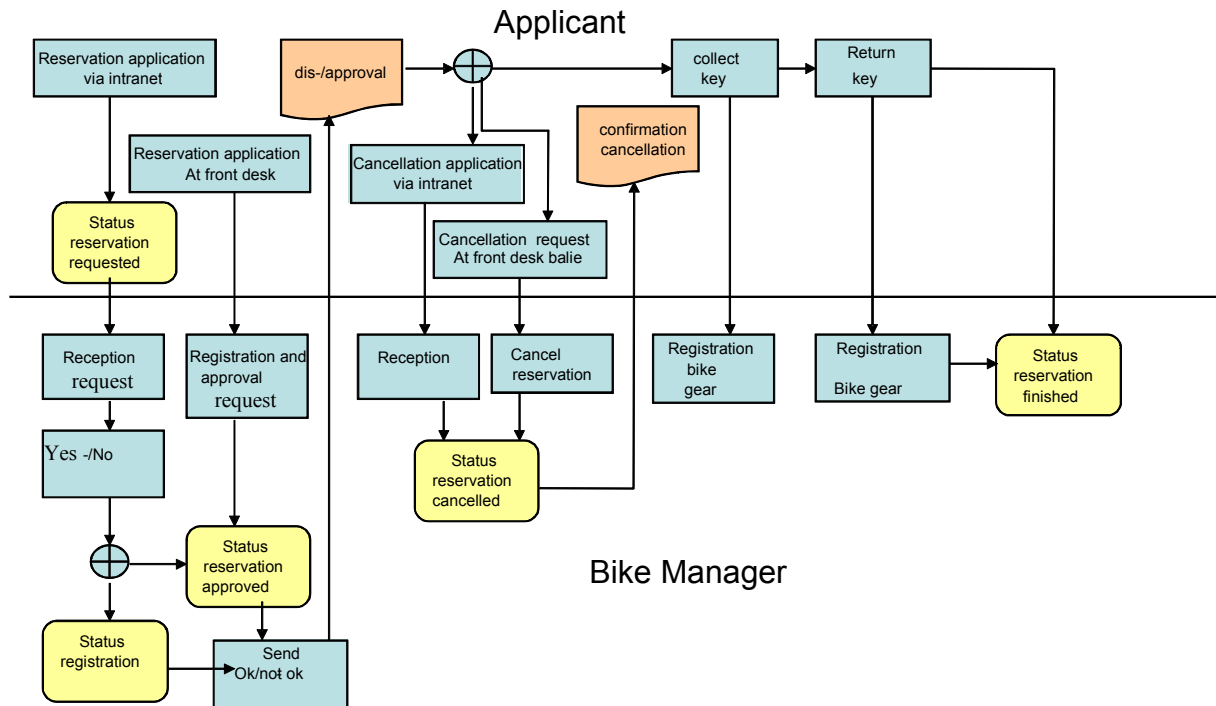 Applicant
Reservation application
via intranet
dis-/approval
collect
key
Return
key
confirmation
cancellation
Reservation application
At front desk
Cancellation application
via intranet
Status
reservation
requested
Cancellation request
At front desk balie
Reception
request
Registration and
approval
request
Reception
Cancel
reservation
Registration
bike
gear
Registration
Bike gear
Status
reservation
finished
Yes -/No
Status
reservation
cancelled
Status
reservation
approved
Bike Manager
Status
registration
Send
Ok/not ok